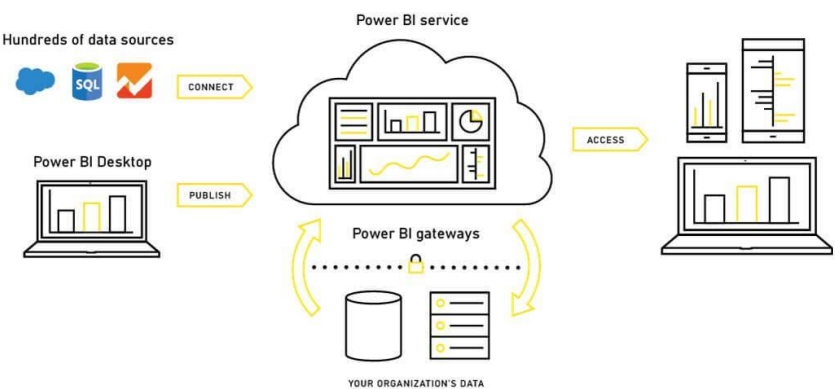 Power BI service
Hundreds of data sources
SQL
CONNECT
ACCESS
Power BI Desktop
PUBLISH
Power BI gateways
YOUR ORGANIZATION'S DATA